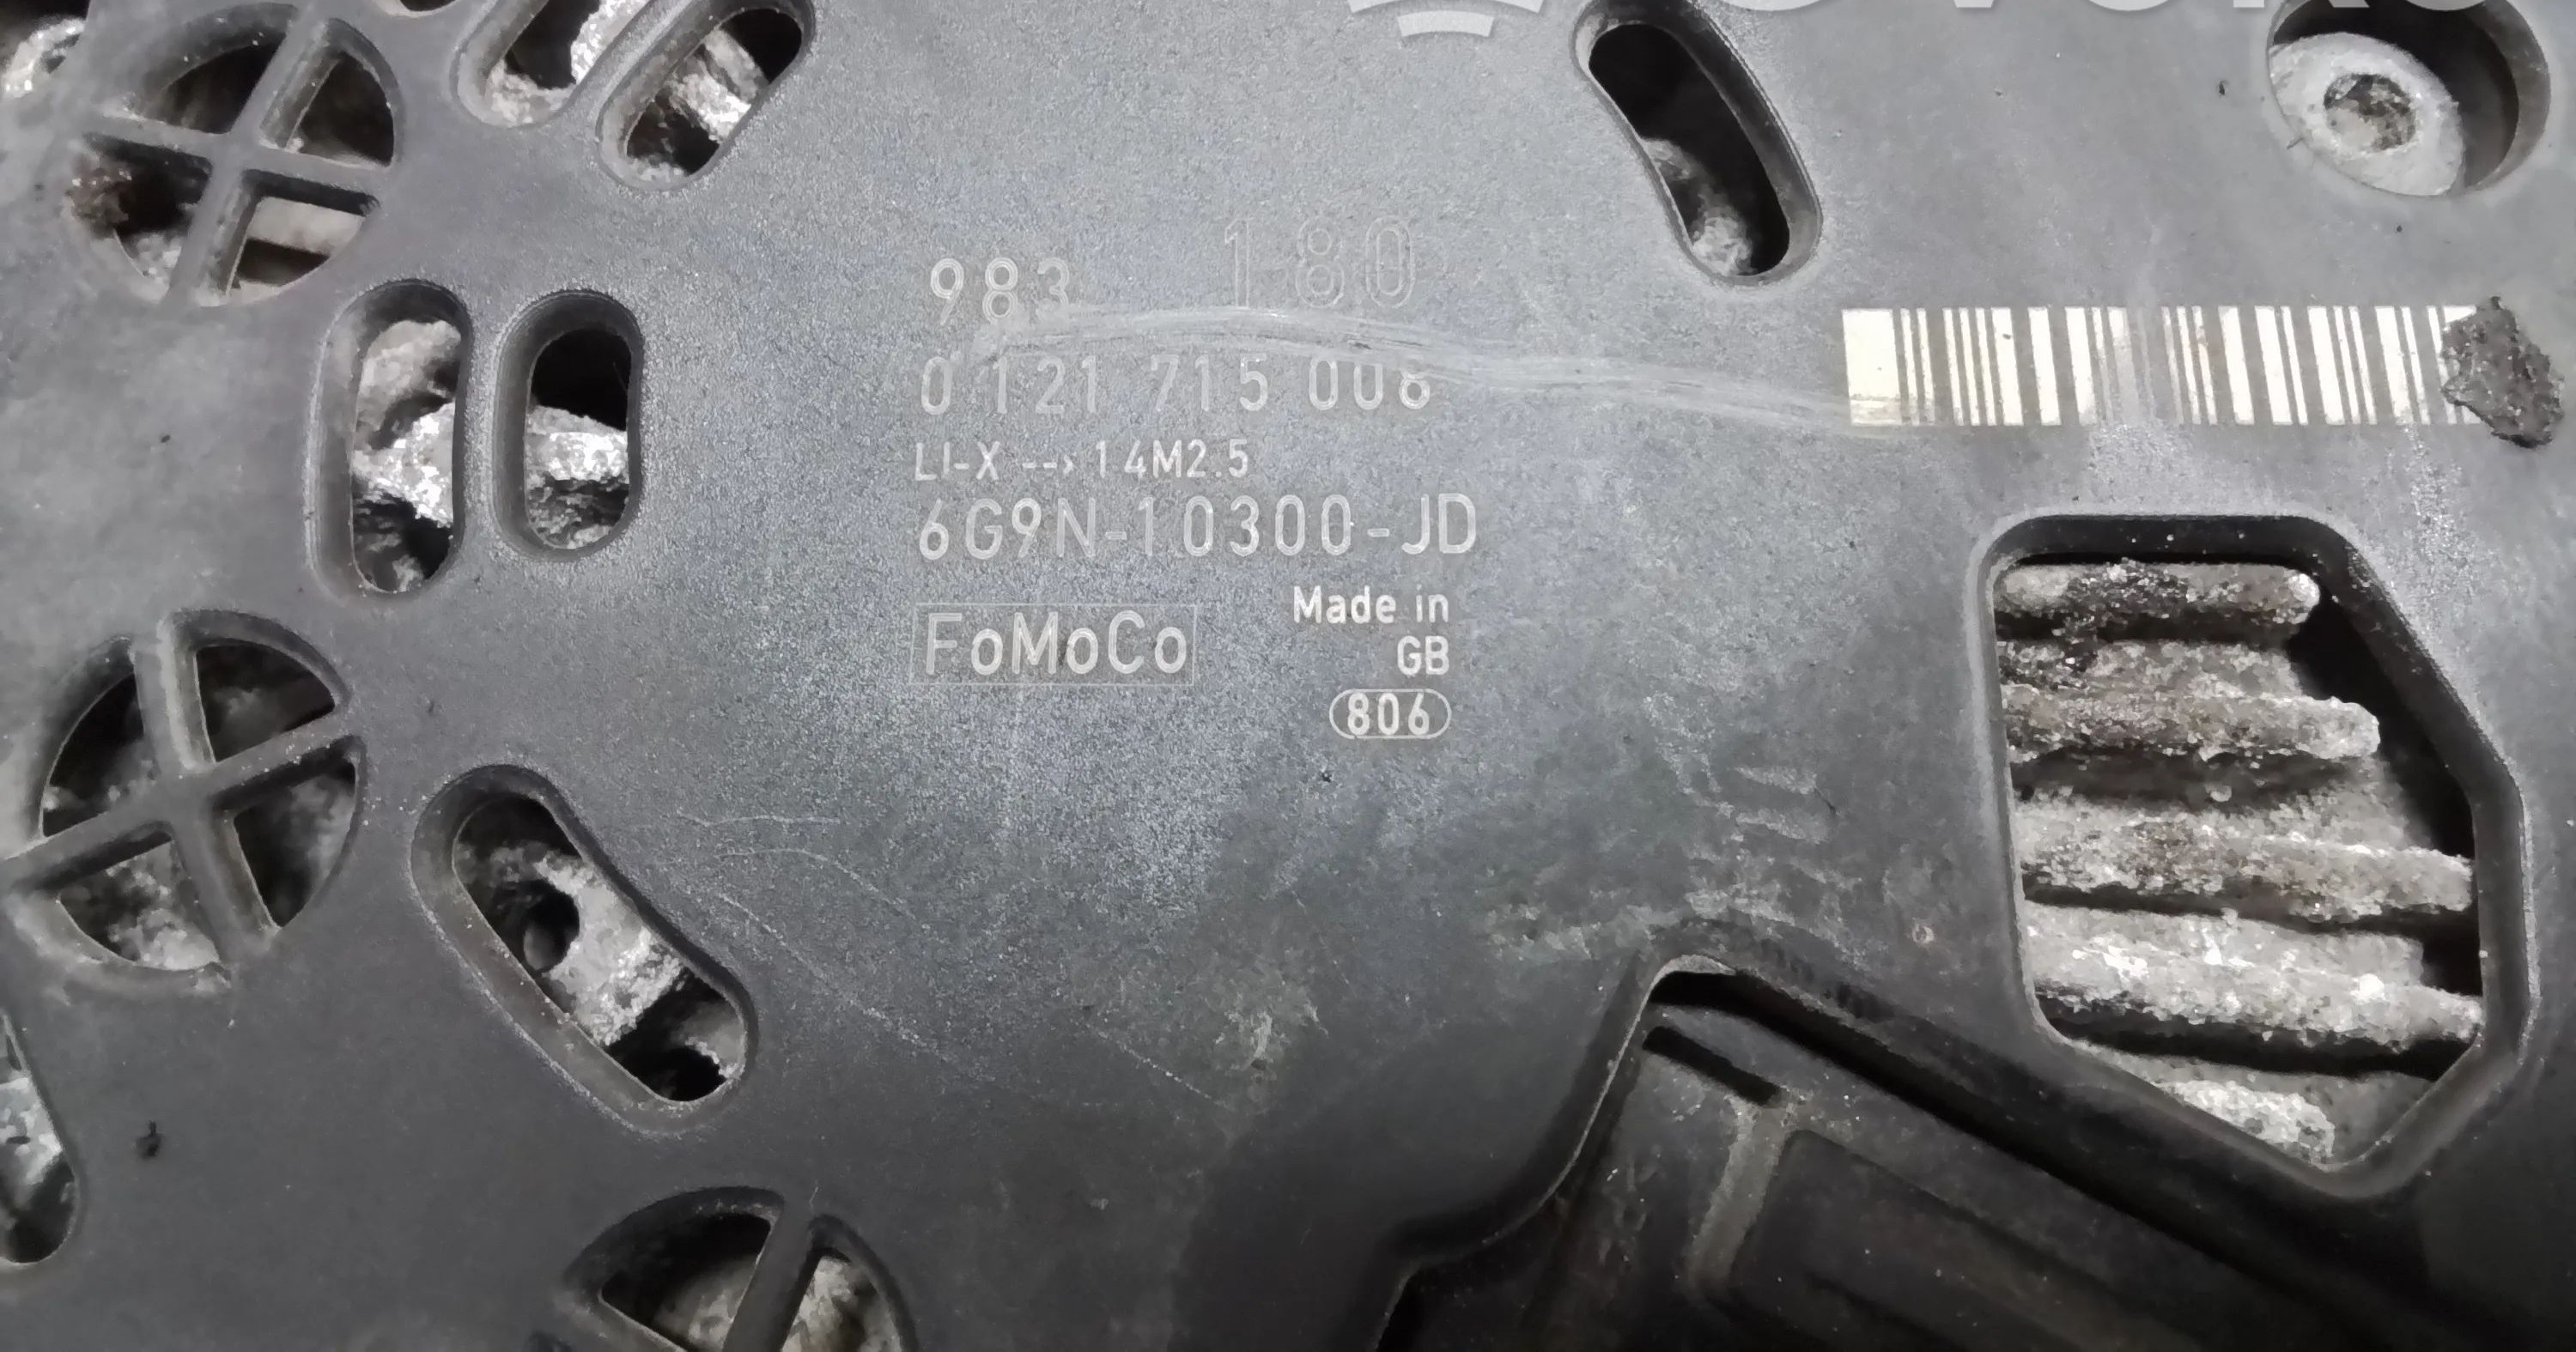 983 180
0 121 715 008
LI-X --> 14M2.5
6G9N-10300-JD
FoMoCo
Made in
GB
806